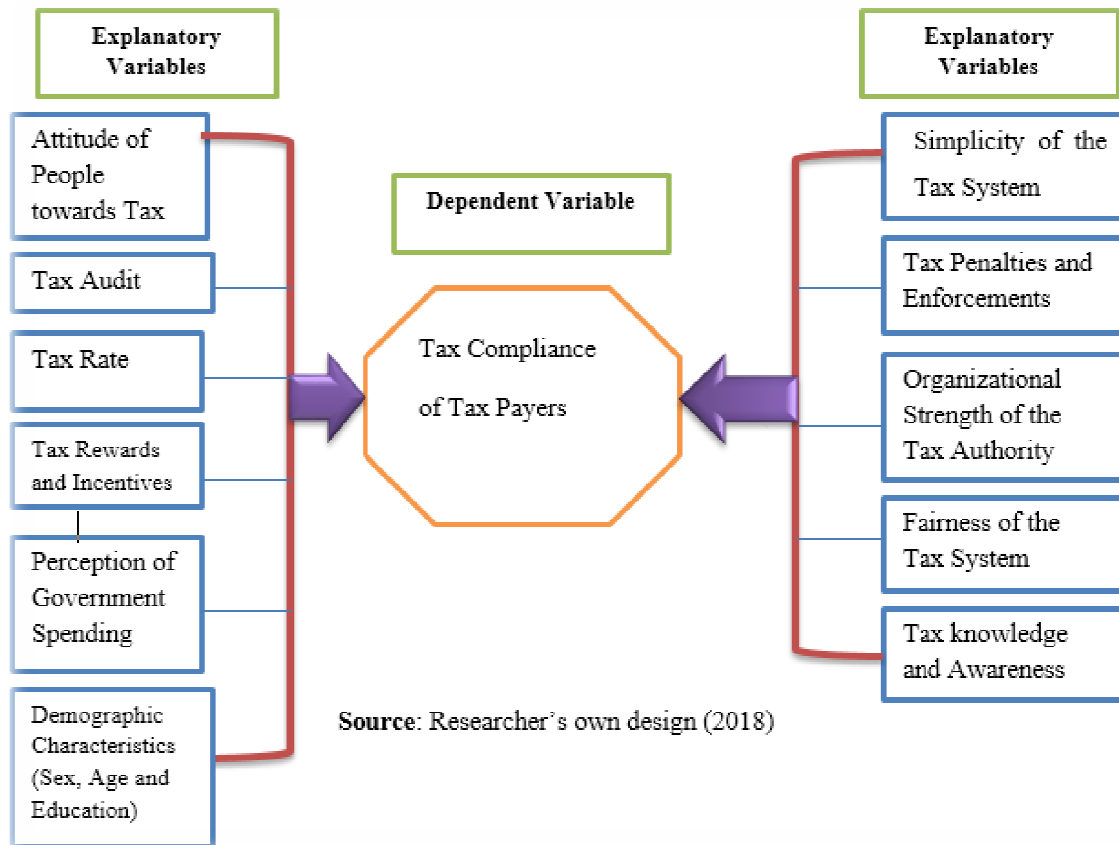 Explanatory
Variables
Attitude of
People
towards Tax
Tax Audit
Tax Rate
Tax Rewards
and Incentives
Perception of
Government
Spending
Demographic
Characteristics
(Sex, Age and
Education)
Dependent Variable
Tax Compliance
of Tax Payers
Source: Researcher’s own design (2018)
Explanatory
Variables
Simplicity of the
Tax System
Tax Penalties and
Enforcements
Organizational
Strength of the
Tax Authority
Fairness of the
Tax System
Tax knowledge
and Awareness